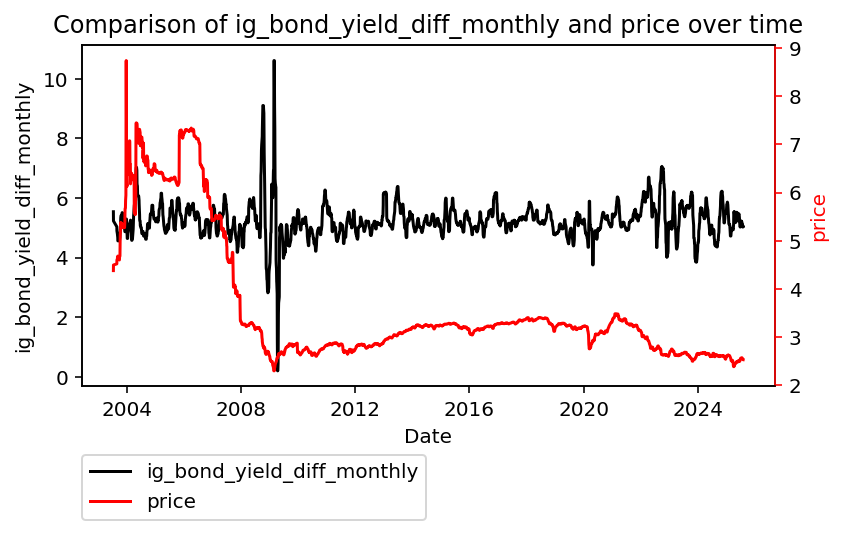 Comparison of ig_bond_yield_diff_monthly and price over time
ig_bond_yield_diff_monthly
10
8
6
4
2
0
9
8
7
6
5
4
3
2
price
2004 2008 2012 2016 2020 2024
Date
ig_bond_yield_diff_monthly
price